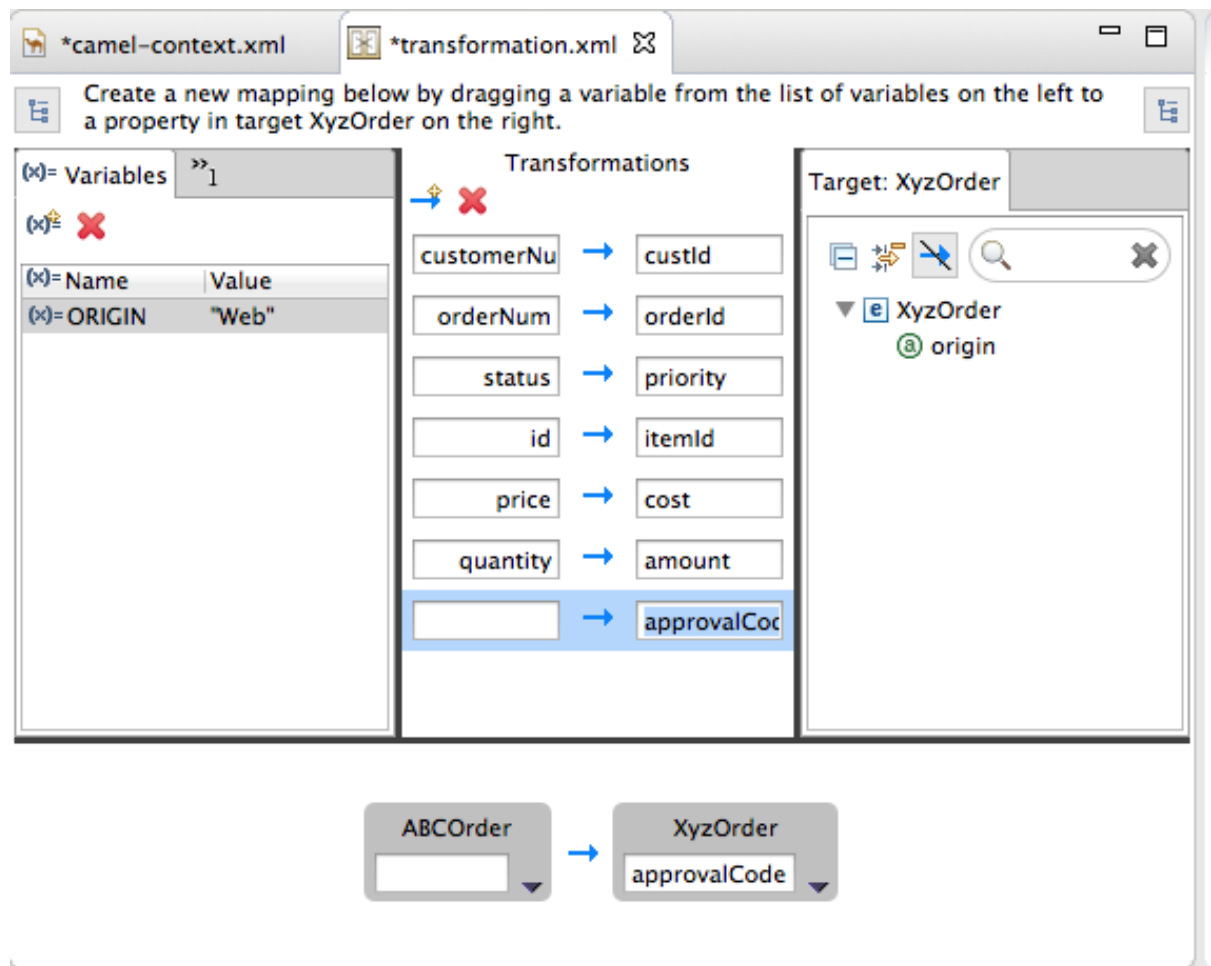 *camel-context.xml
*transformation.xml
Create a new mapping below by dragging a variable from the list of variables on the left to
a property in target XyzOrder on the right.
(x)= Variables
»1
Transformations
Target: XyzOrder
(x)=
(x)= Name Value
(x)= ORIGIN "Web"
customerNu custId
orderNum orderId
status priority
id itemId
price cost
quantity amount
approvalCod
e XyzOrder
a origin
ABCOrder XyzOrder
approvalCode